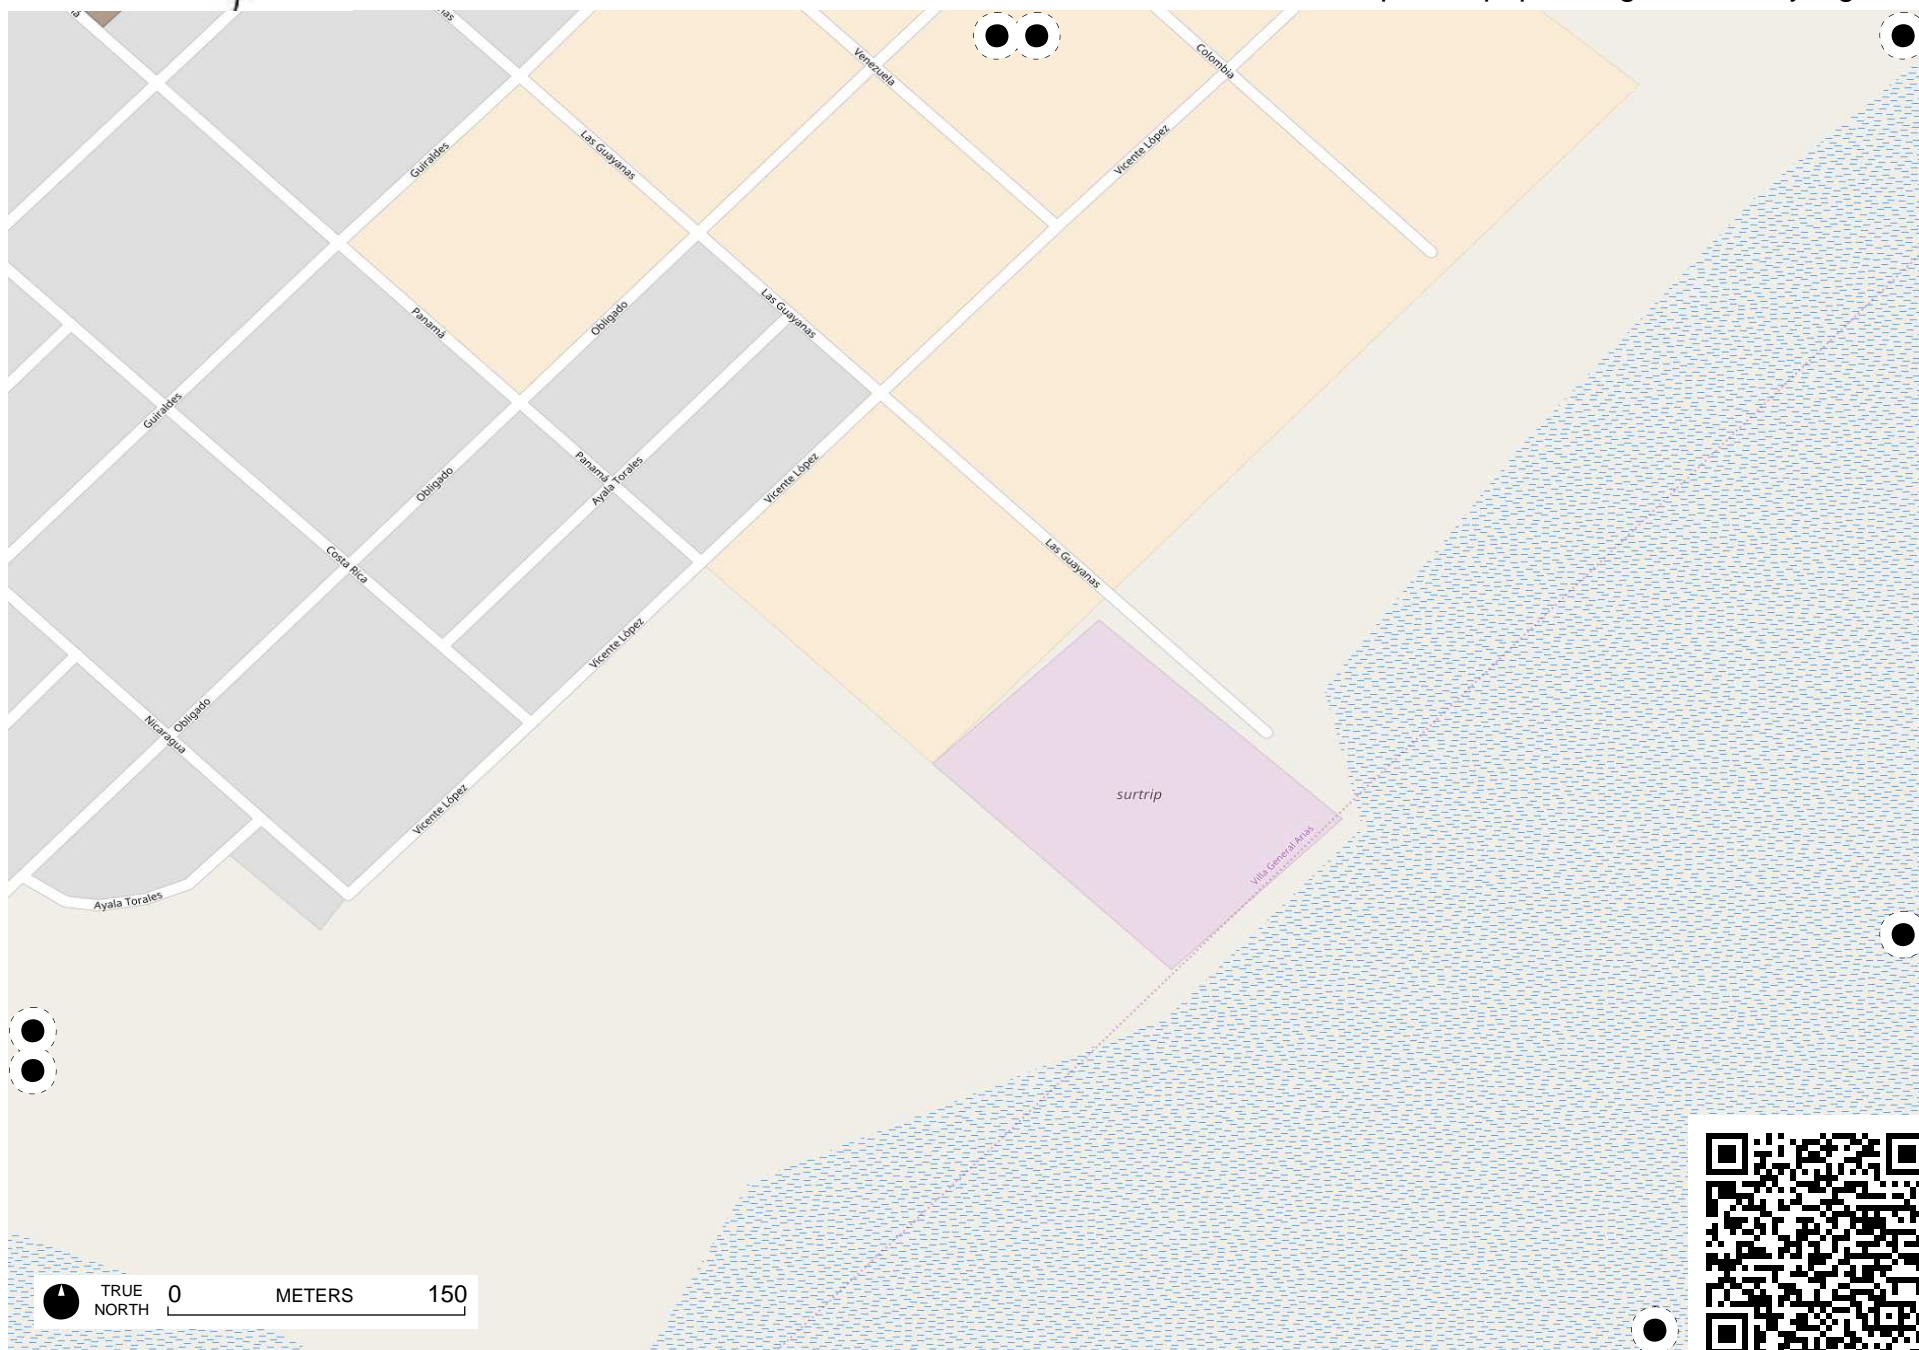 Colombia
Venezuela
Vicente López
Guiraldes
Las Guayanas
Las Guayanas
Obligado
Panamá
Guiraldes
Panamá
Ayala Torales
Vicente López
Obligado
Las Guayanas
Costa Rica
Vicente López
Obligado
Nicaragua
surtrip
Vicente López
Villa General Arias
Ayala Torales
TRUE
NORTH
0 METERS 150